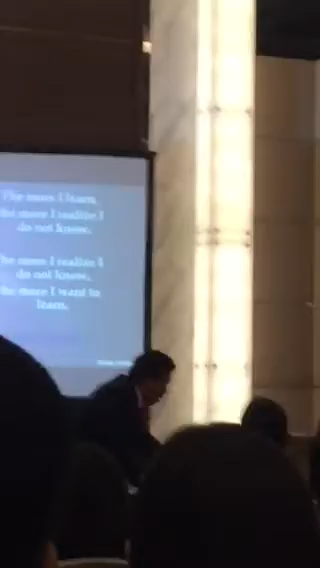 The more I learn,
the more I realize I
do not know.
the more I realize I
do not know,
the more I want to
learn.